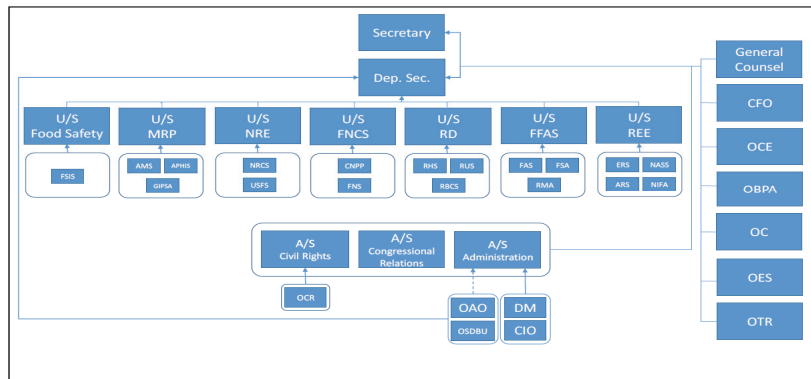 Secretary
General
Counsel
Dep. Sec.
CFO
U/S
Food Safety
U/S
MRP
U/S
NRE
U/S
FNCS
U/S
RD
U/S
FFAS
U/S
REE
OCE
FSIS
AMS
APHIS
GIPSA
NRCS
USFS
CNPP
FNS
RHS
RUS
RBCS
FAS
FSA
RMA
ERS
NASS
ARS
NIFA
OBPA
OC
A/S
Civil Rights
A/S
Congressional
Relations
A/S
Administration
OES
OCR
OAO
OSDBU
DM
CIO
OTR